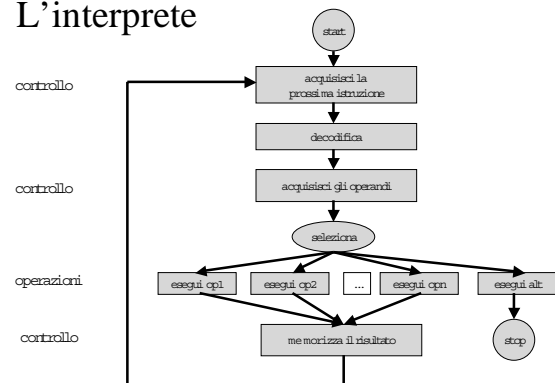 L'interprete
start
controllo
acquisisci la
prossima istruzione
decodifica
controllo
acquisisci gli operandi
seleziona
operazioni
esegui op1
esegui op2
...
esegui opn
esegui alt
controllo
memorizza il risultato
stop